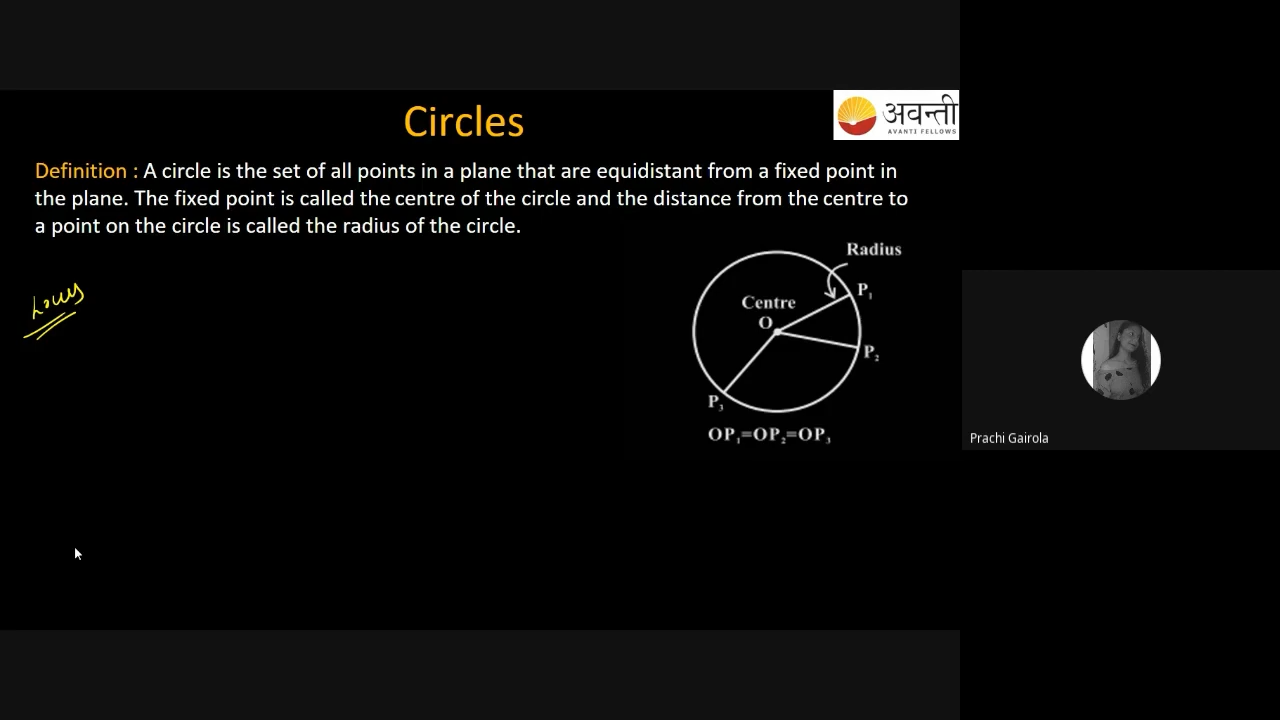 Circles
अवन्ती
AVANTI FELLOWS
Definition : A circle is the set of all points in a plane that are equidistant from a fixed point in
the plane. The fixed point is called the centre of the circle and the distance from the centre to
a point on the circle is called the radius of the circle.
Locus
Radius
P₁
Centre
O
P₂
P₃
OP₁=OP₂=OP₃
Prachi Gairola